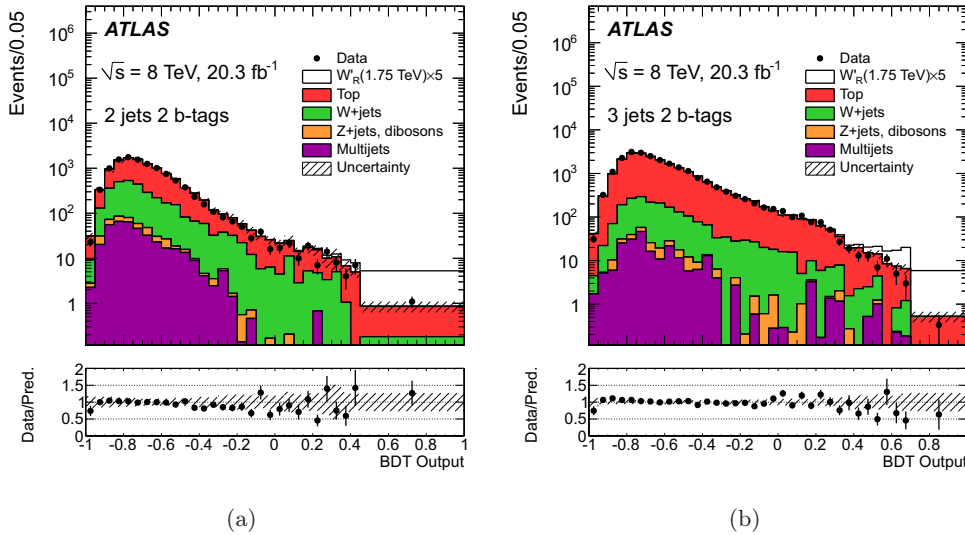 ATLAS
√s = 8 TeV, 20.3 fb⁻¹
2 jets 2 b-tags
Data
W'R(1.75 TeV)×5
Top
W+jets
Z+jets, dibosons
Multijets
Uncertainty
Events/0.05
10⁶
10⁵
10⁴
10³
10²
10
1
Data/Pred.
2
1.5
1
0.5
0
-1 -0.8 -0.6 -0.4 -0.2 0 0.2 0.4 0.6 0.8 1
BDT Output
(a)
ATLAS
√s = 8 TeV, 20.3 fb⁻¹
3 jets 2 b-tags
Data
W'R(1.75 TeV)×5
Top
W+jets
Z+jets, dibosons
Multijets
Uncertainty
Events/0.05
10⁶
10⁵
10⁴
10³
10²
10
1
Data/Pred.
2
1.5
1
0.5
0
-1 -0.8 -0.6 -0.4 -0.2 0 0.2 0.4 0.6 0.8 1
BDT Output
(b)